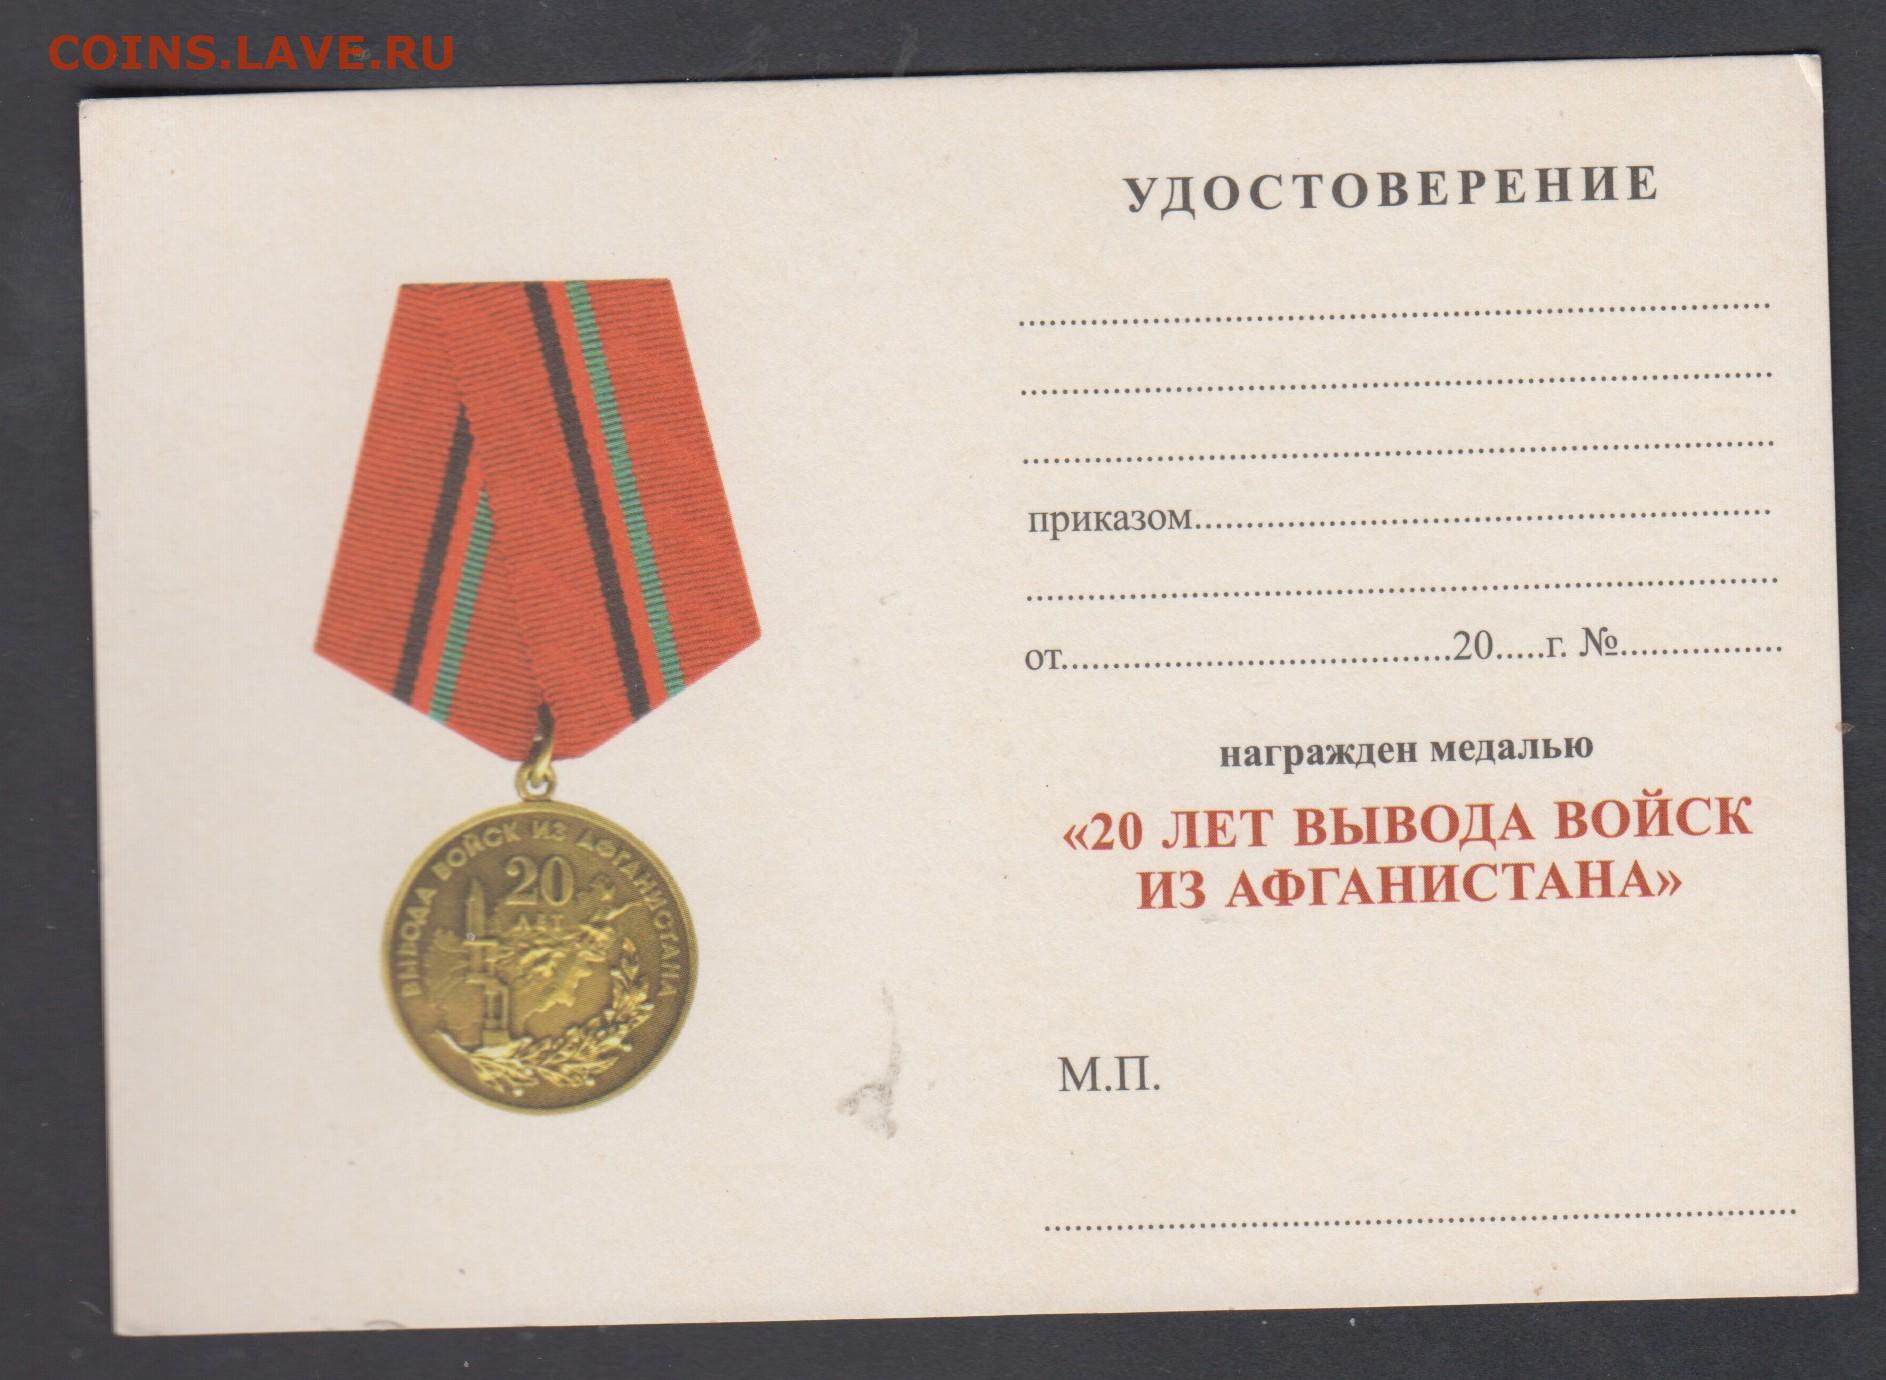 COINS.LAVE.RU
УДОСТОВЕРЕНИЕ
приказом
от 20 г. №
награжден медалью
«20 ЛЕТ ВЫВОДА ВОЙСК
ИЗ АФГАНИСТАНА»
М.П.
ВЫВОДА ВОЙСК ИЗ АФГАНИСТАНА
20
ЛЕТ